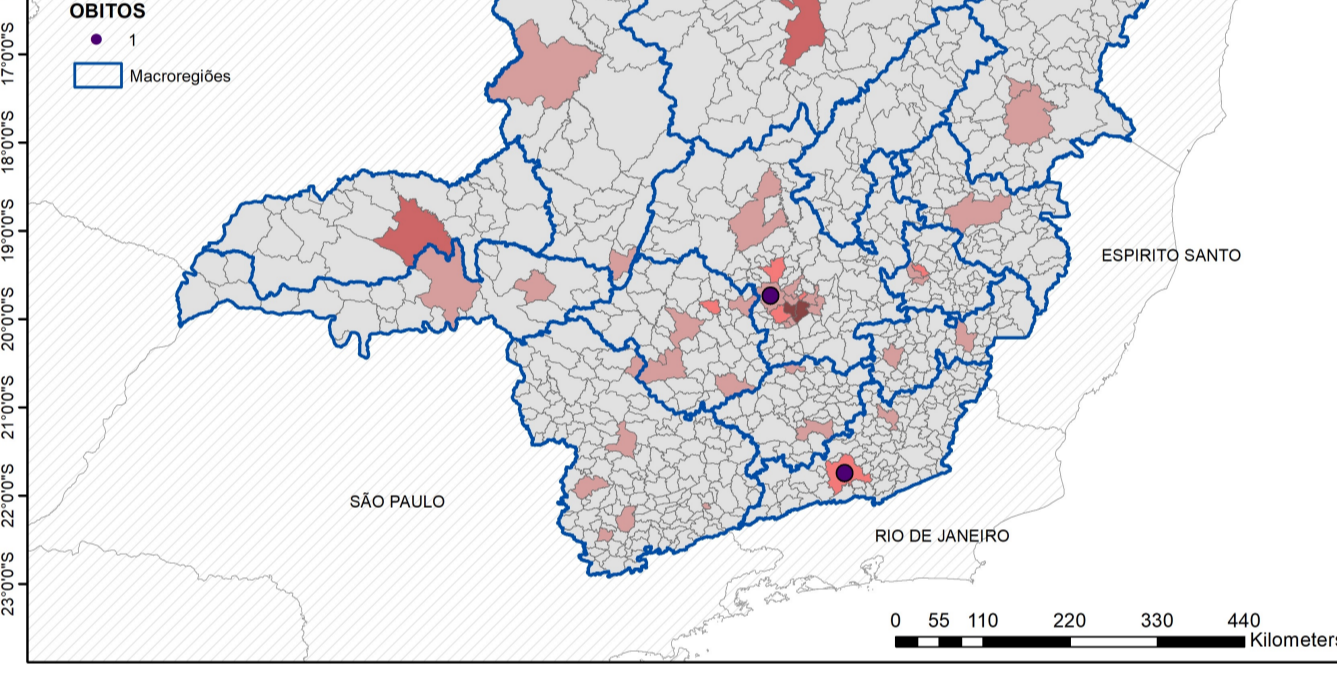 OBITOS
1
Macroregiões
17°0'0"S
18°0'0"S
19°0'0"S
20°0'0"S
21°0'0"S
22°0'0"S
23°0'0"S
ESPIRITO SANTO
SÃO PAULO
RIO DE JANEIRO
0 55 110 220 330 440
Kilometers